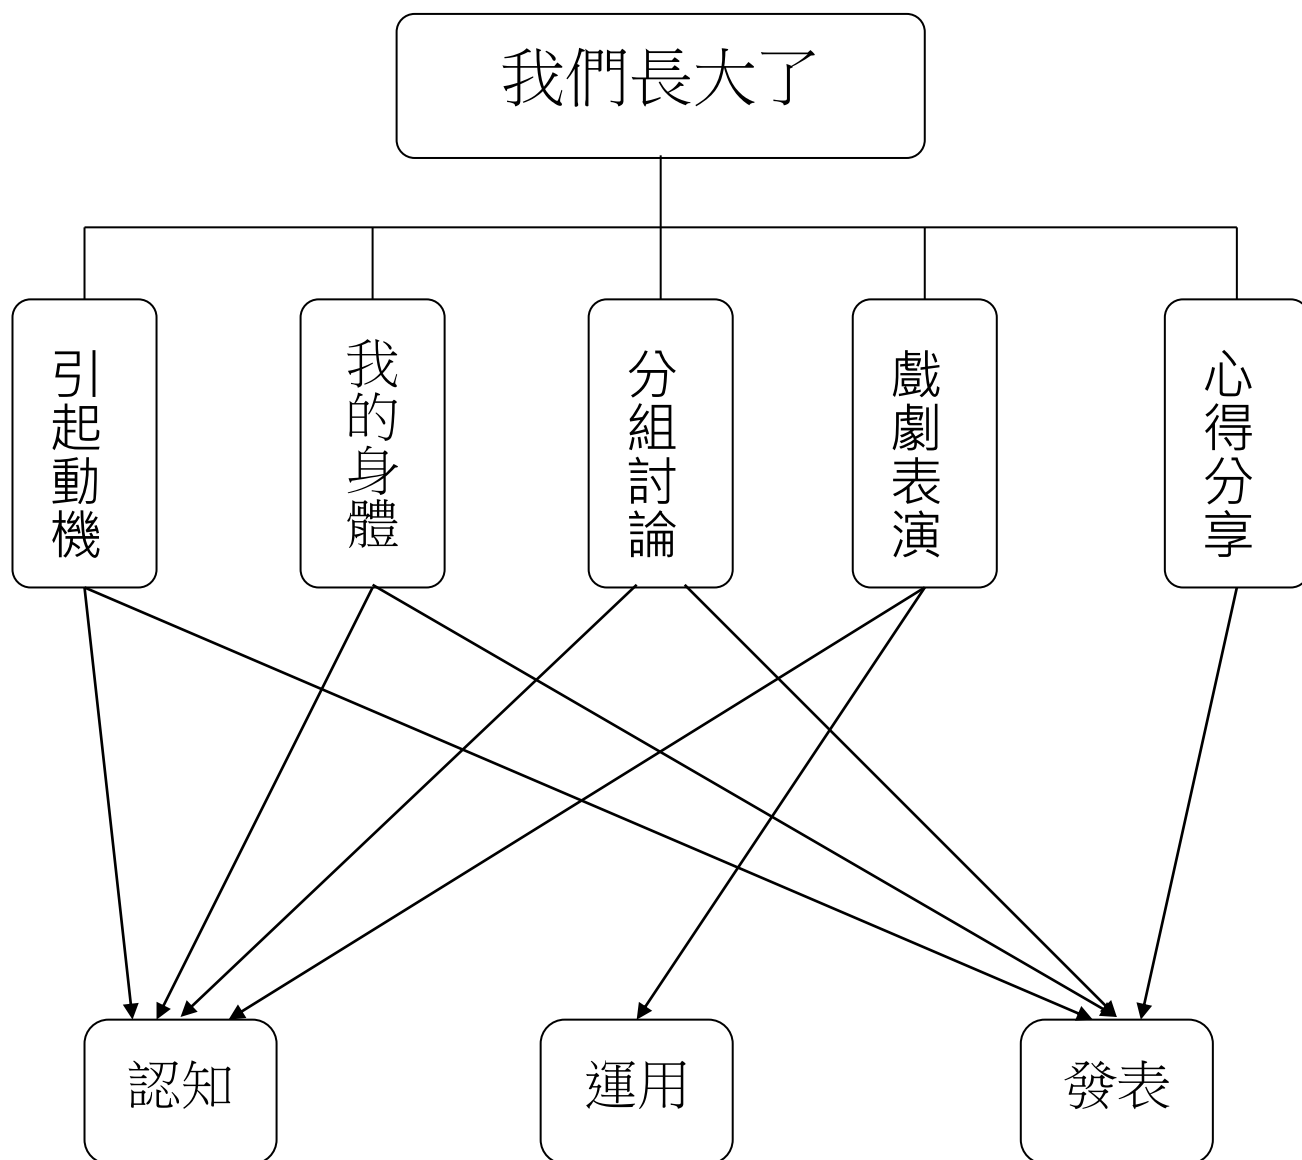 我們長大了
引起動機
我的身體
分組討論
戲劇表演
心得分享
認知
運用
發表